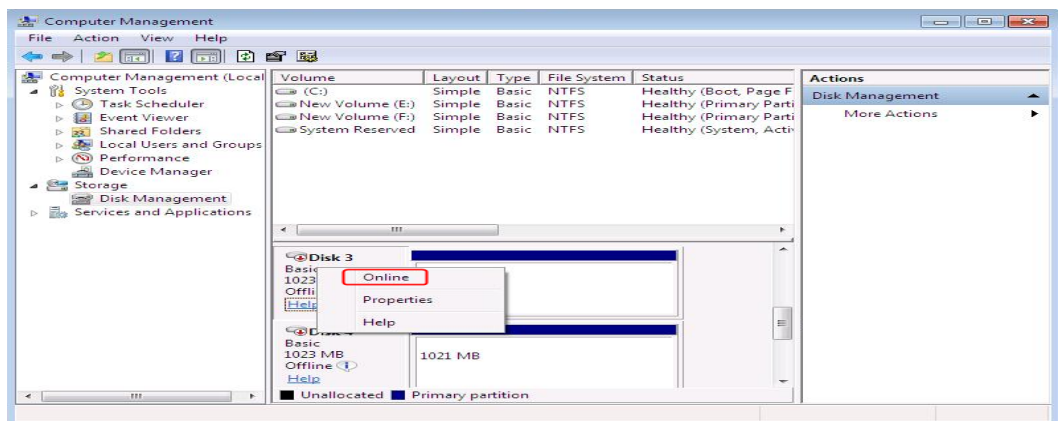 Computer Management
File Action View Help
Computer Management (Local
System Tools
Task Scheduler
Event Viewer
Shared Folders
Local Users and Groups
Performance
Device Manager
Storage
Disk Management
Services and Applications
Volume Layout Type File System Status
(C:) Simple Basic NTFS Healthy (Boot, Page F
New Volume (E:) Simple Basic NTFS Healthy (Primary Parti
New Volume (F:) Simple Basic NTFS Healthy (Primary Parti
System Reserved Simple Basic NTFS Healthy (System, Activ
Disk 3
Basic
1023
Offli
Help
Online
Properties
Help
Basic
1023 MB
Offline
Help
1021 MB
Unallocated Primary partition
Actions
Disk Management
More Actions